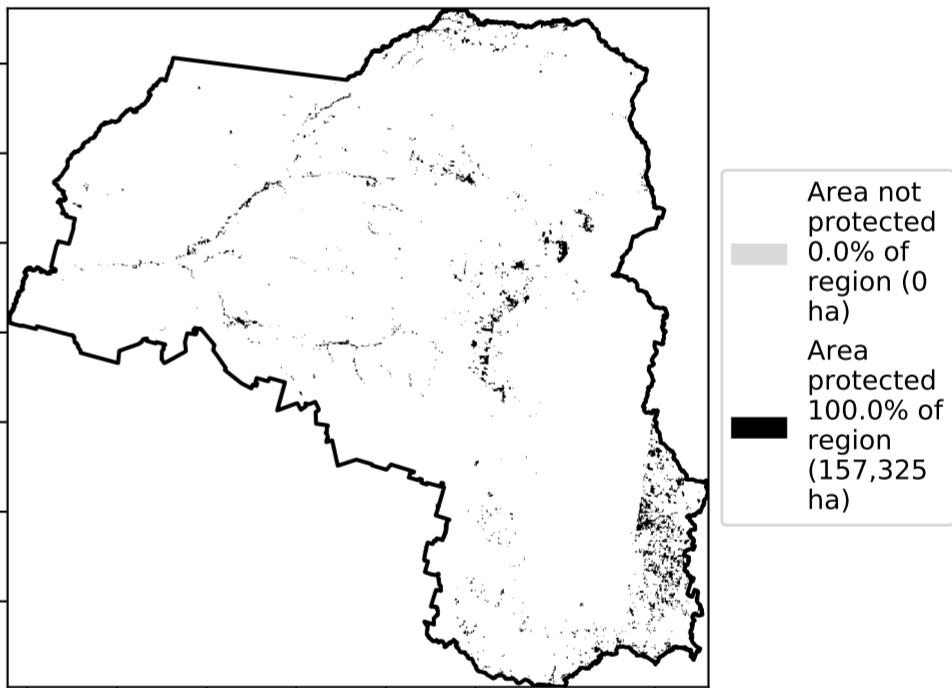 Area not
protected
0.0% of
region (0
ha)
Area
protected
100.0% of
region
(157,325
ha)